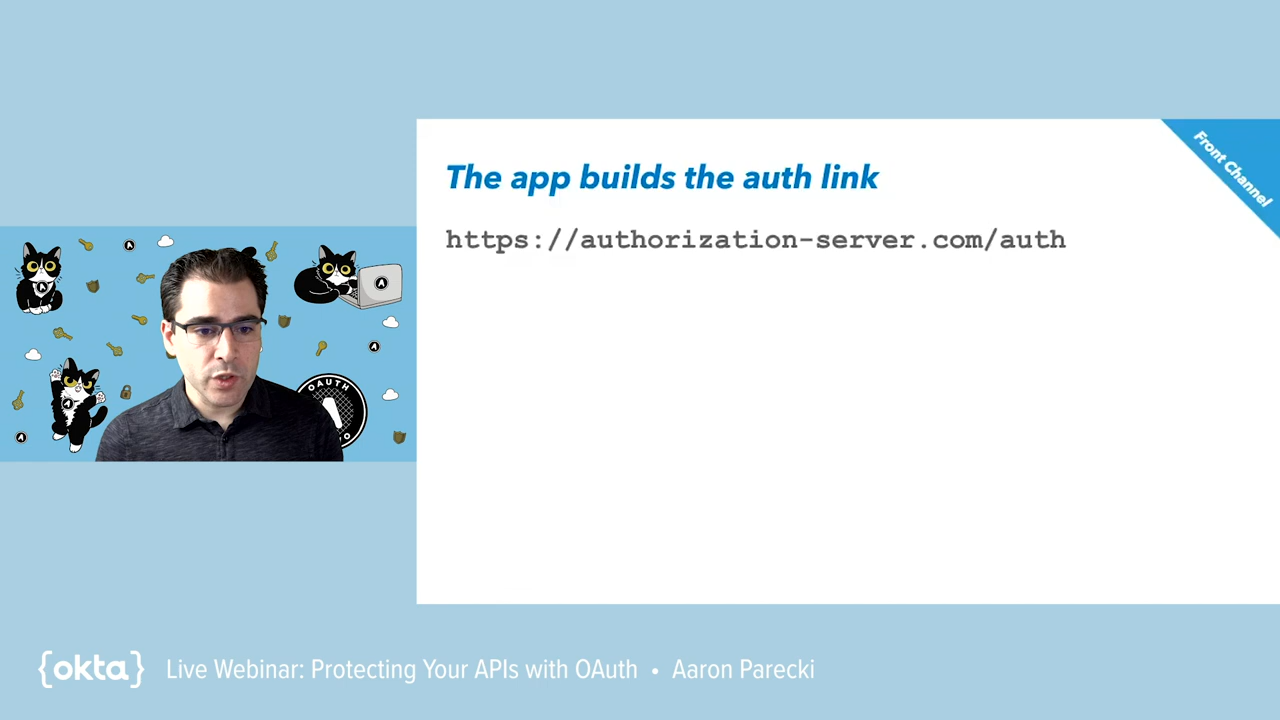 The app builds the auth link
Front Channel
https://authorization-server.com/auth
OAUTH
{okta} Live Webinar: Protecting Your APIs with OAuth • Aaron Parecki